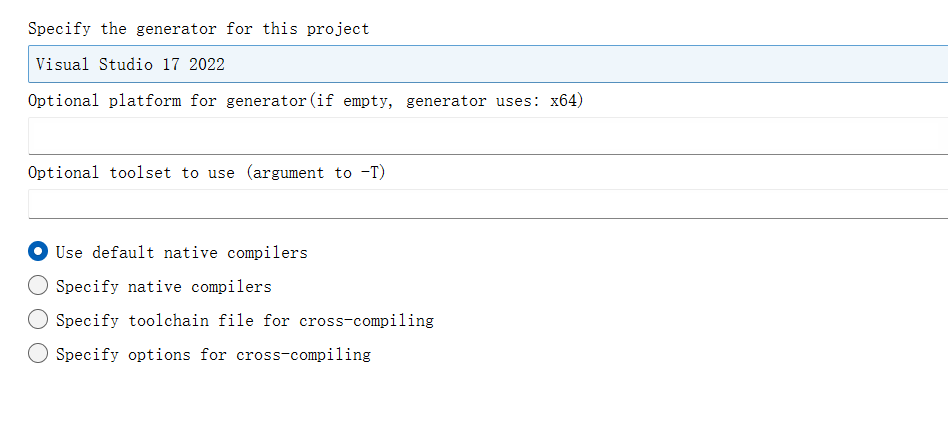 Specify the generator for this project
Visual Studio 17 2022
Optional platform for generator(if empty, generator uses: x64)
Optional toolset to use (argument to -T)
Use default native compilers
Specify native compilers
Specify toolchain file for cross-compiling
Specify options for cross-compiling